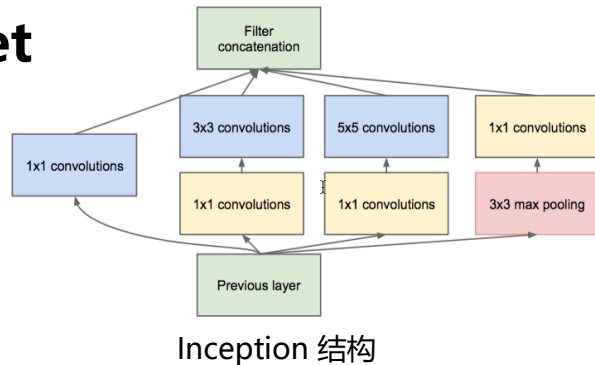 et
Filter
concatenation
3x3 convolutions
5x5 convolutions
1x1 convolutions
1x1 convolutions
1x1 convolutions
1x1 convolutions
3x3 max pooling
Previous layer
Inception 结构